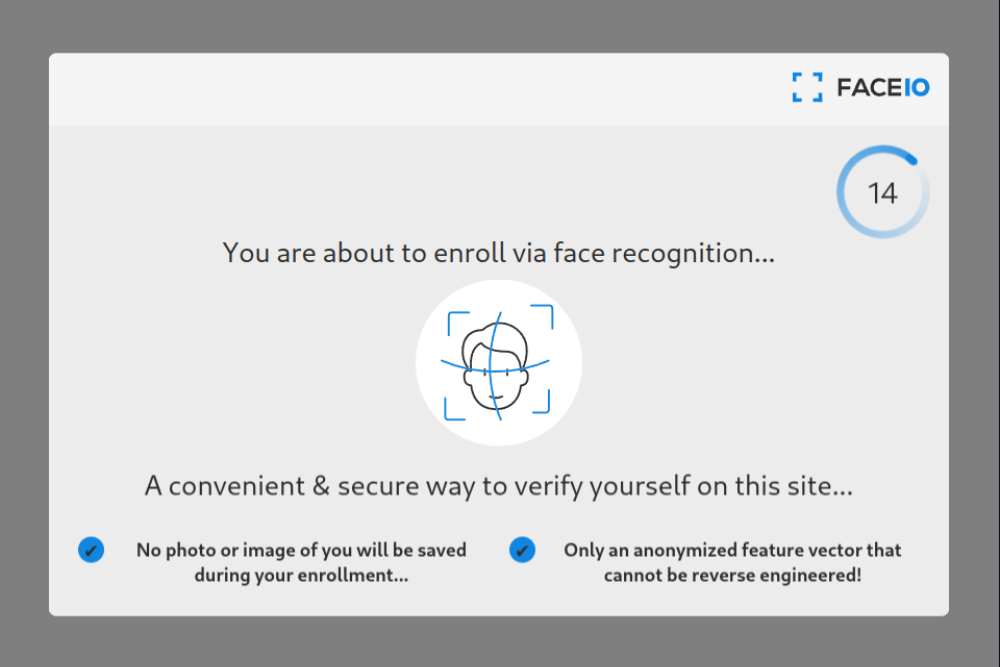 FACEIO
14
You are about to enroll via face recognition...
A convenient & secure way to verify yourself on this site...
No photo or image of you will be saved
during your enrollment...
Only an anonymized feature vector that
cannot be reverse engineered!